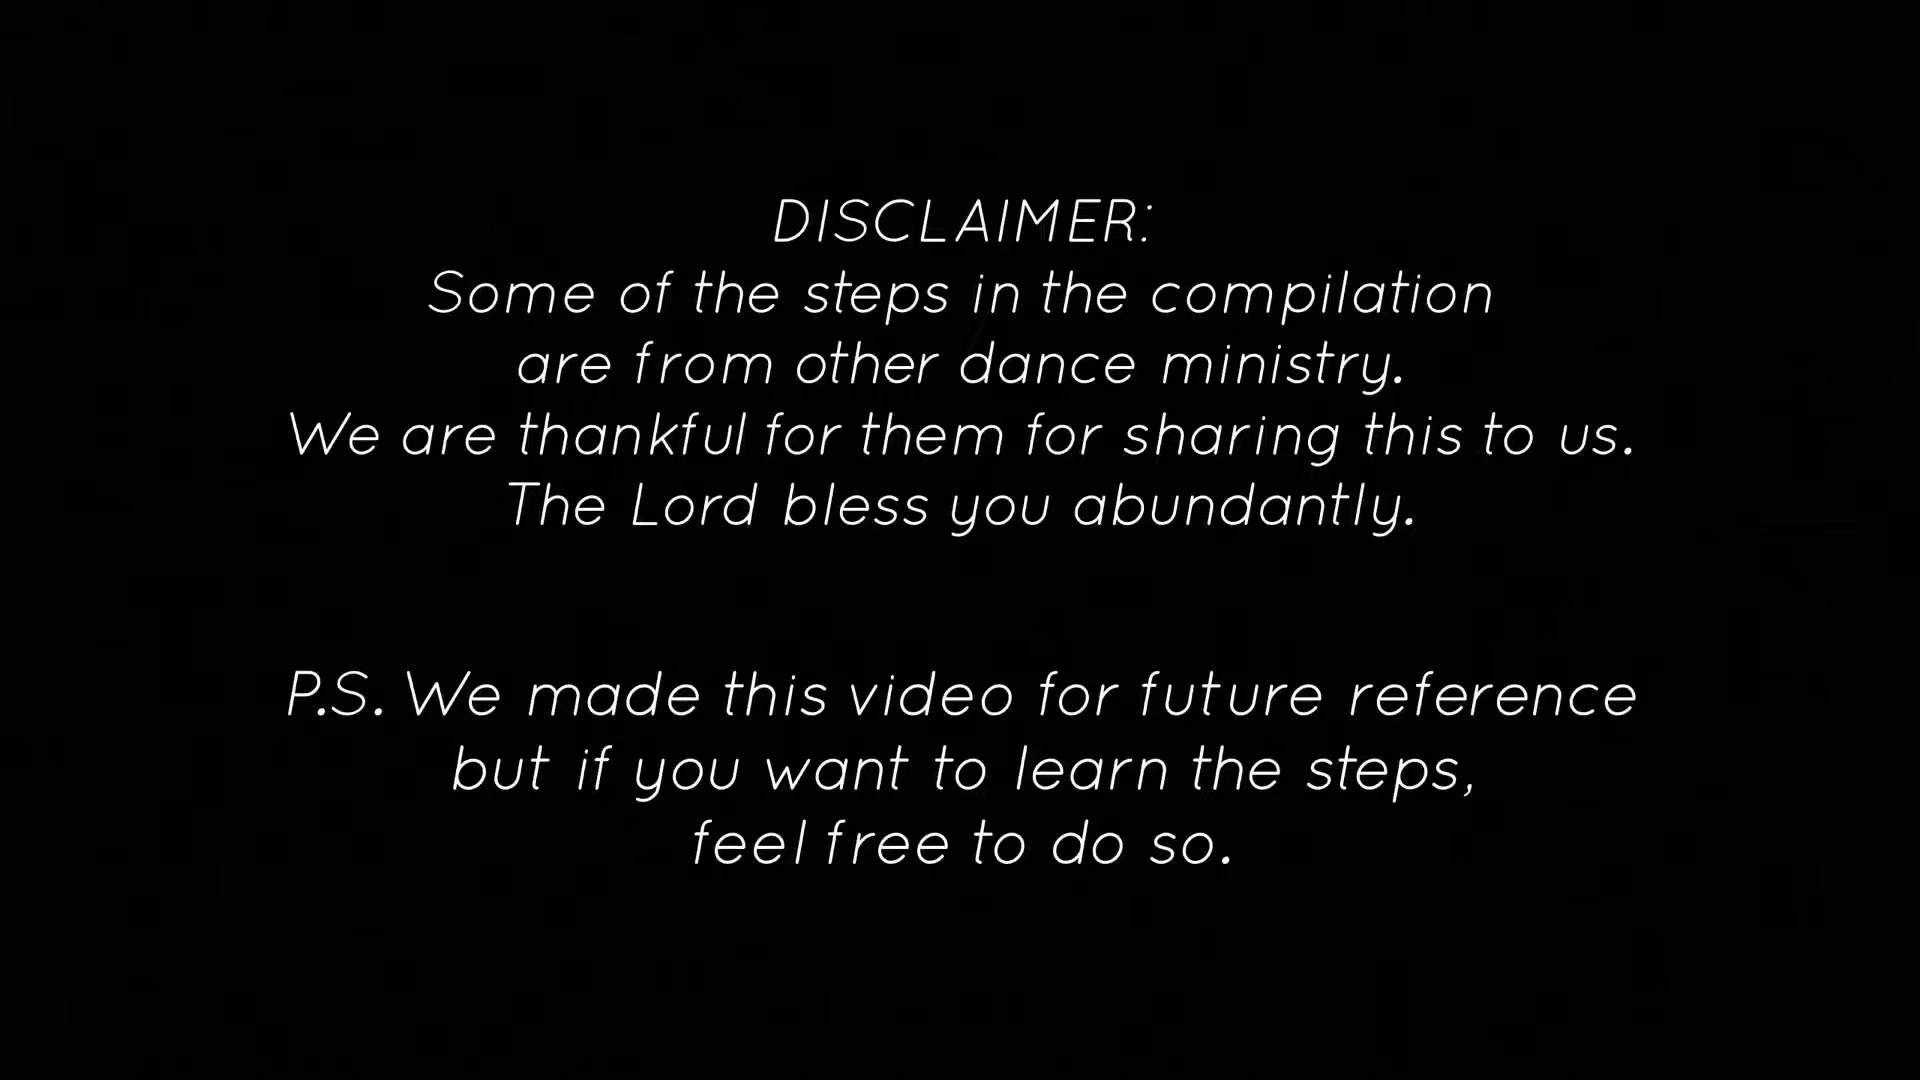 DISCLAIMER:
Some of the steps in the compilation
are from other dance ministry.
We are thankful for them for sharing this to us.
The Lord bless you abundantly.
P.S. We made this video for future reference
but if you want to learn the steps,
feel free to do so.